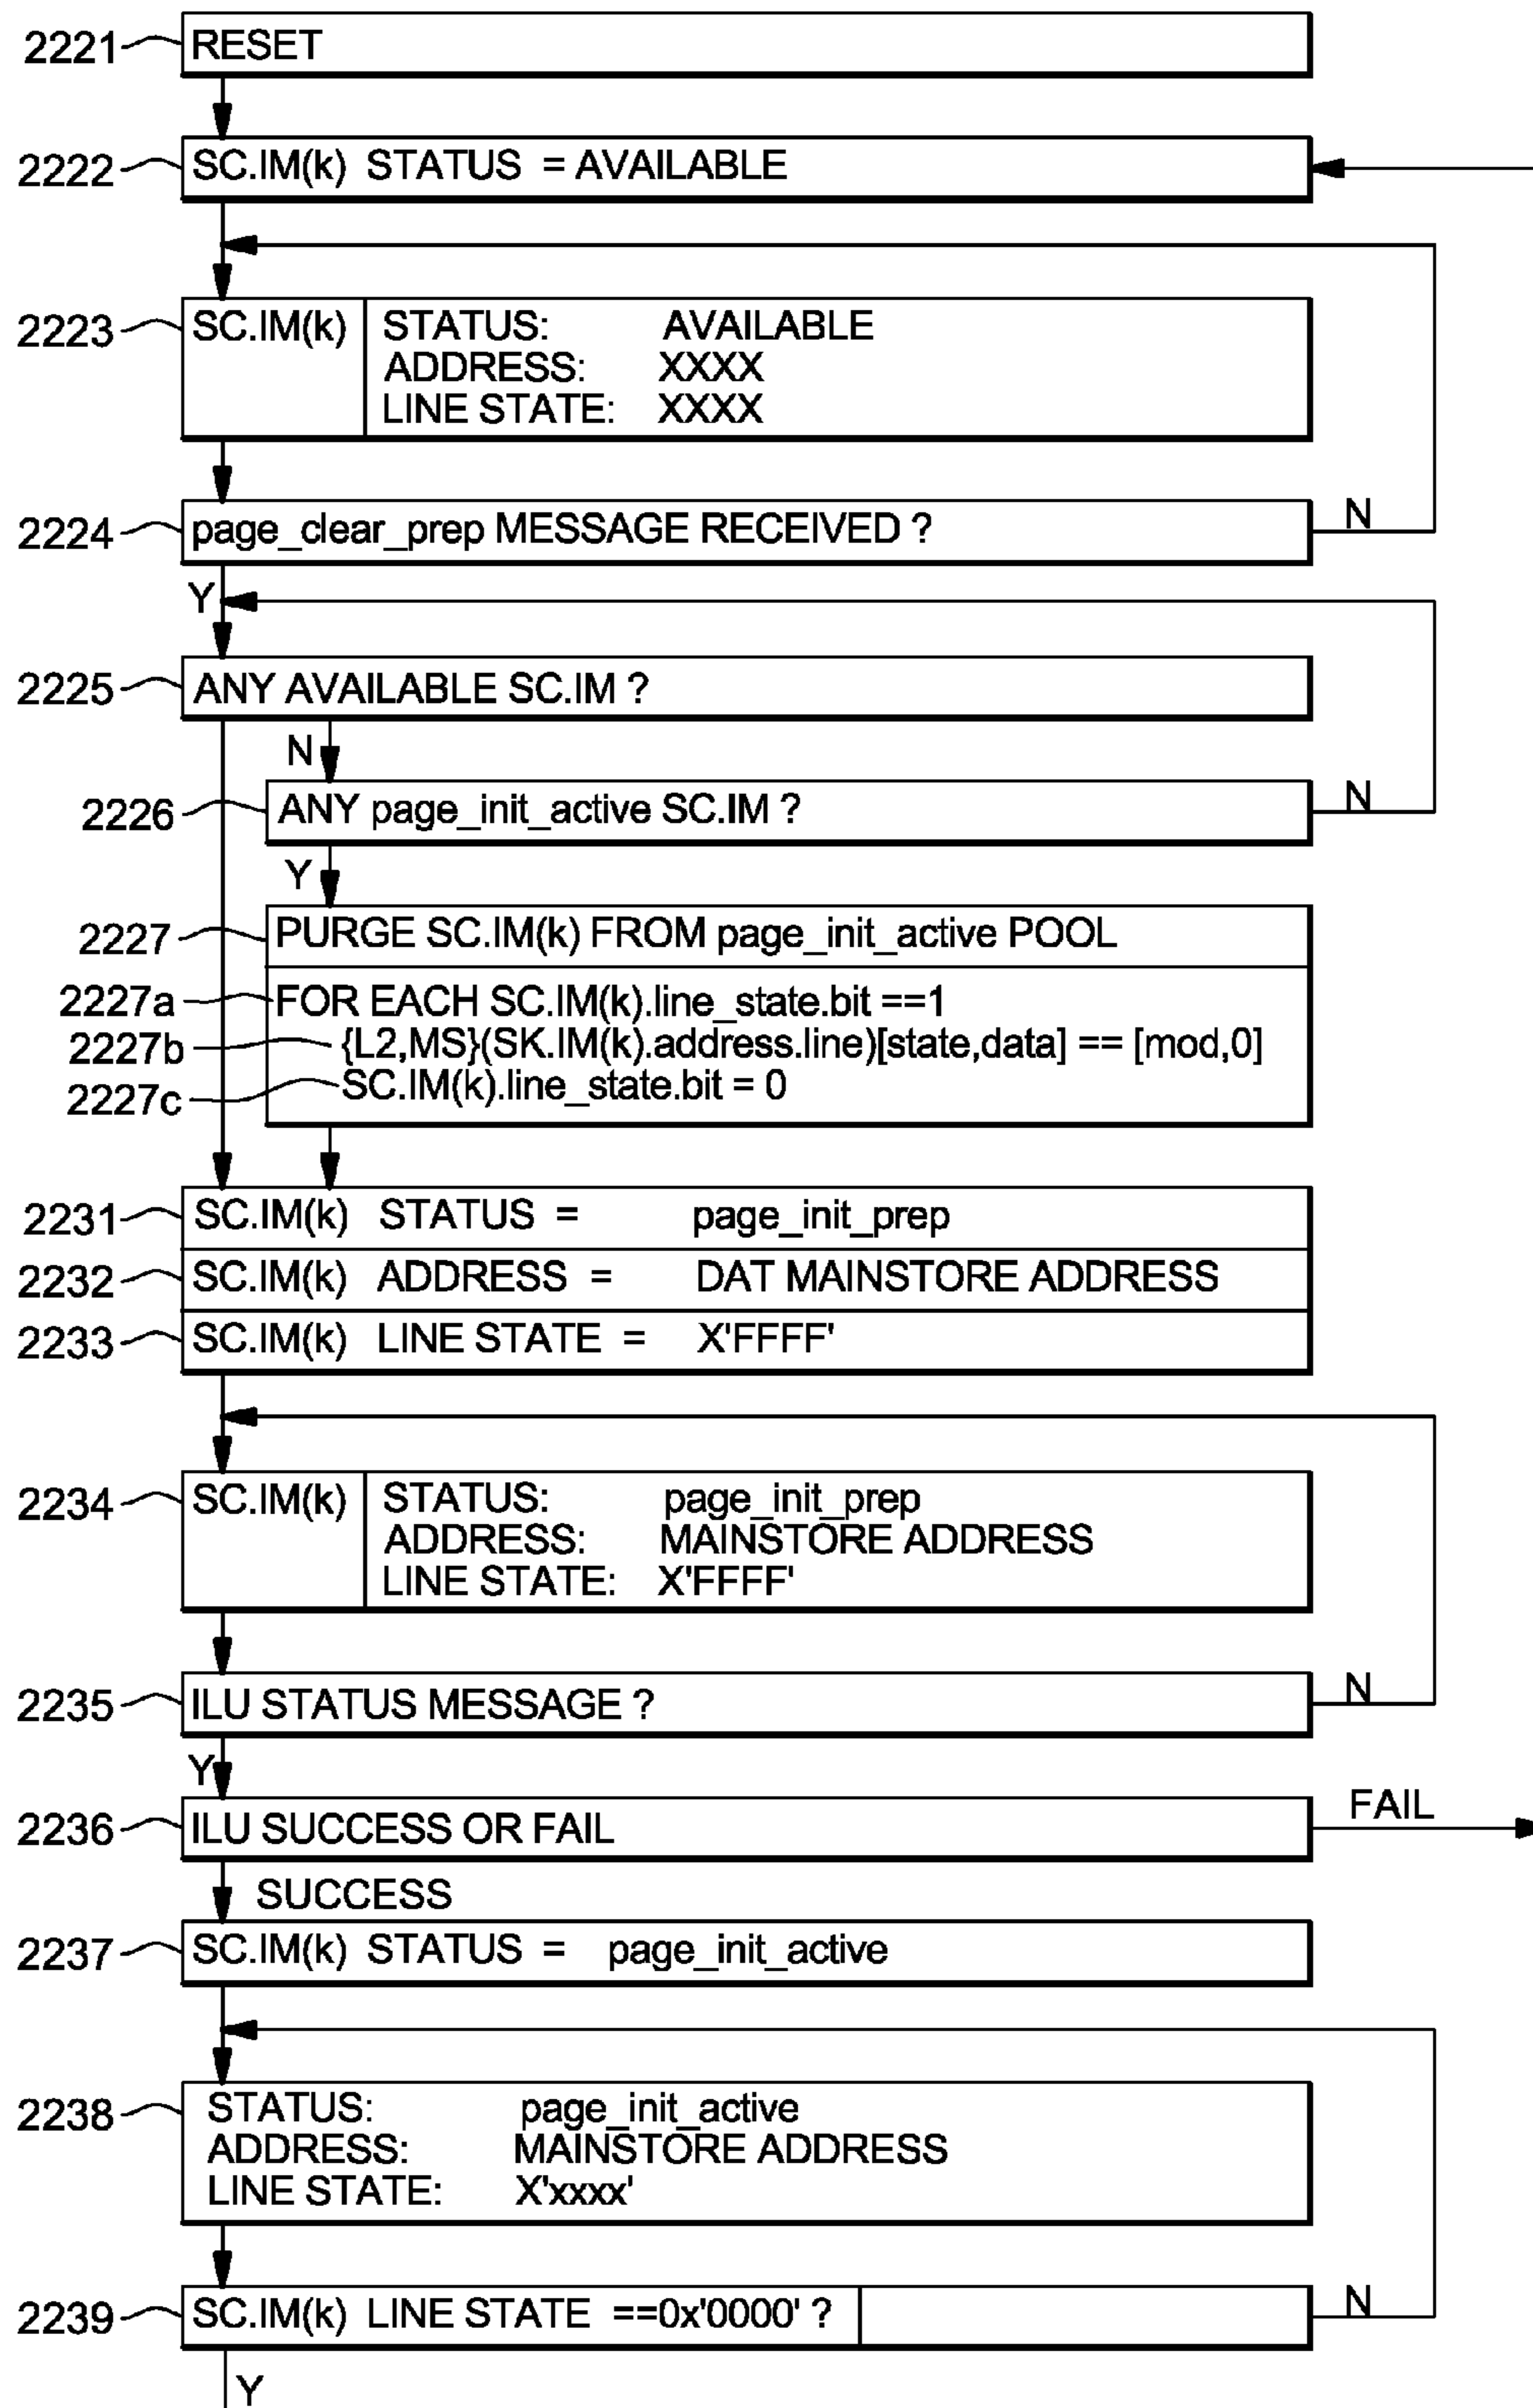 2221 RESET
2222 SC.IM(k) STATUS = AVAILABLE
2223 SC.IM(k) STATUS: AVAILABLE
ADDRESS: XXXX
LINE STATE: XXXX
2224 page_clear_prep MESSAGE RECEIVED ? N
Y
2225 ANY AVAILABLE SC.IM ?
N
2226 ANY page_init_active SC.IM ? N
Y
2227 PURGE SC.IM(k) FROM page_init_active POOL
2227a FOR EACH SC.IM(k).line_state.bit ==1
2227b {L2,MS}(SK.IM(k).address.line)[state,data] == [mod,0]
2227c SC.IM(k).line_state.bit = 0
2231 SC.IM(k) STATUS = page_init_prep
2232 SC.IM(k) ADDRESS = DAT MAINSTORE ADDRESS
2233 SC.IM(k) LINE STATE = X'FFFF'
2234 SC.IM(k) STATUS: page_init_prep
ADDRESS: MAINSTORE ADDRESS
LINE STATE: X'FFFF'
2235 ILU STATUS MESSAGE ? N
Y
2236 ILU SUCCESS OR FAIL FAIL
SUCCESS
2237 SC.IM(k) STATUS = page_init_active
2238 STATUS: page_init_active
ADDRESS: MAINSTORE ADDRESS
LINE STATE: X'xxxx'
2239 SC.IM(k) LINE STATE ==0x'0000' ? N
Y